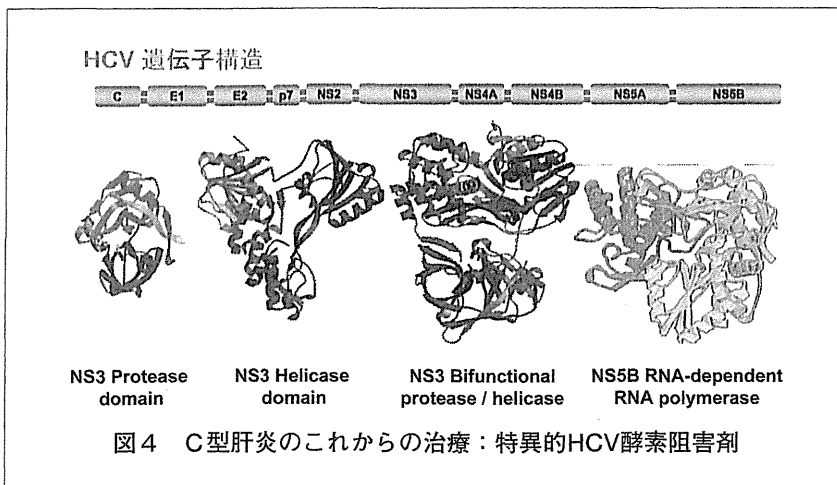 HCV 遺伝子構造
C E1 E2 p7 NS2 NS3 NS4A NS4B NS5A NS5B
NS3 Protease domain
NS3 Helicase domain
NS3 Bifunctional protease / helicase
NS5B RNA-dependent RNA polymerase
図4 C型肝炎のこれからの治療：特異的HCV酵素阻害剤